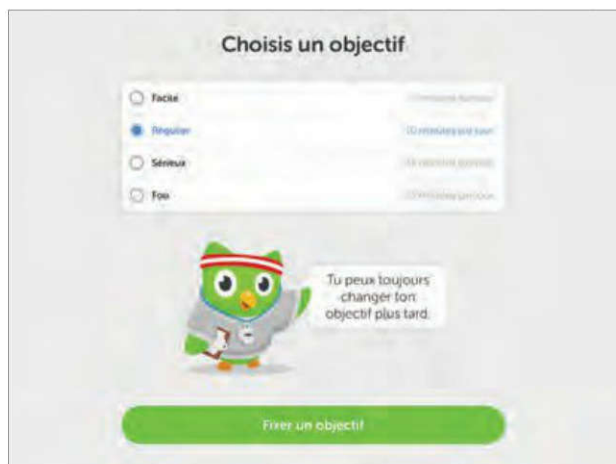 Choisis un objectif
Facile
Régulier 10 minutes par jour
Sérieux
Fou
Tu peux toujours
changer ton
objectif plus tard.
Fixer un objectif